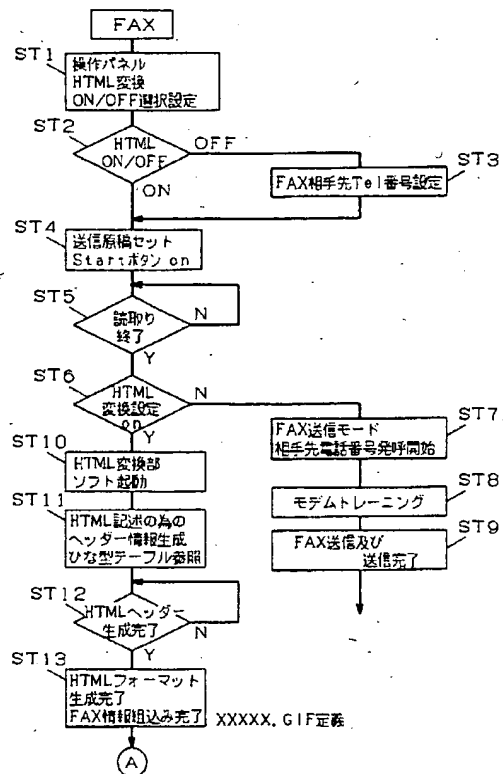 FAX
ST1
操作パネル
HTML変換
ON/OFF選択設定
ST2
HTML
ON/OFF
OFF
ON
ST3
FAX相手先Tel番号設定
ST4
送信原稿セット
Startボタン on
ST5
読取り
終了
N
Y
ST6
HTML
変換設定
on
N
Y
ST7
FAX送信モード
相手先電話番号発呼開始
ST8
モデムトレーニング
ST9
FAX送信及び
送信完了
ST10
HTML変換部
ソフト起動
ST11
HTML記述の為の
ヘッダー情報生成
ひな型テーブル参照
ST12
HTMLヘッダー
生成完了
N
Y
ST13
HTMLフォーマット
生成完了
FAX情報組込み完了
XXXXX. GIF定義
A